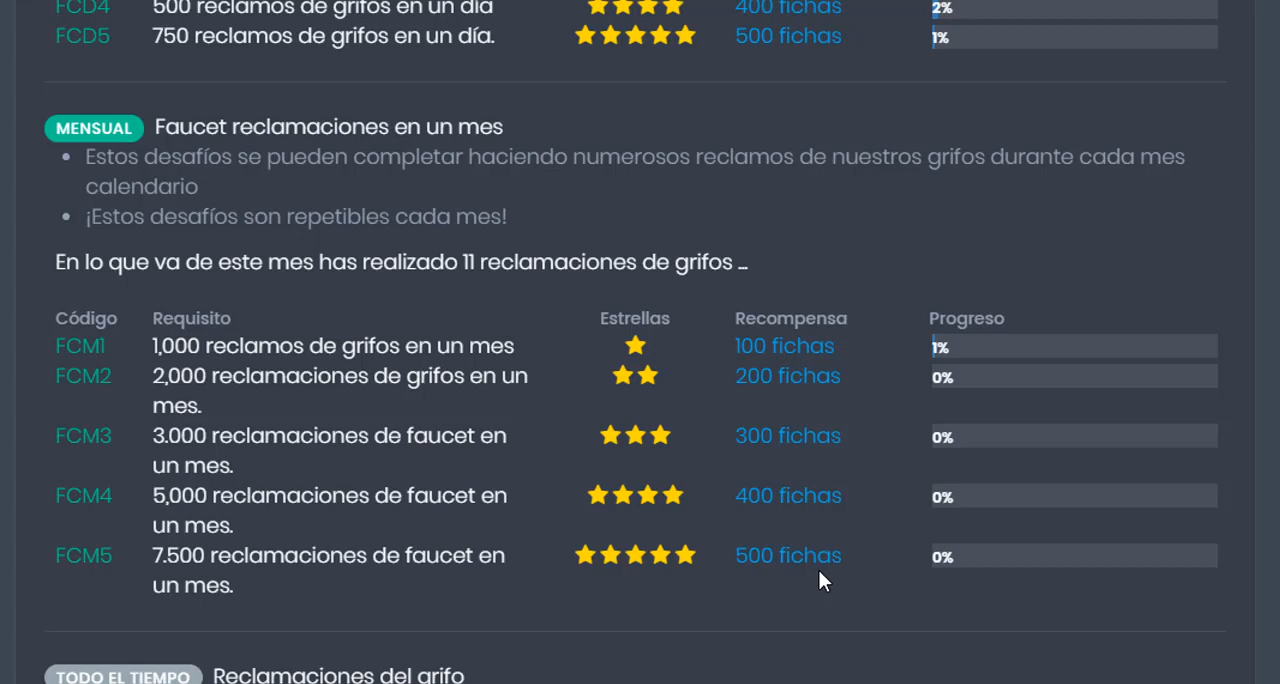 FCD4 500 reclamos de grifos en un día 400 fichas 2%
FCD5 750 reclamos de grifos en un día. 500 fichas 1%
MENSUAL Faucet reclamaciones en un mes
• Estos desafíos se pueden completar haciendo numerosos reclamos de nuestros grifos durante cada mes
calendario
• ¡Estos desafíos son repetibles cada mes!
En lo que va de este mes has realizado 11 reclamaciones de grifos ...
Código Requisito Estrellas Recompensa Progreso
FCM1 1,000 reclamos de grifos en un mes 100 fichas 1%
FCM2 2,000 reclamaciones de grifos en un 200 fichas 0%
mes.
FCM3 3.000 reclamaciones de faucet en 300 fichas 0%
un mes.
FCM4 5,000 reclamaciones de faucet en 400 fichas 0%
un mes.
FCM5 7.500 reclamaciones de faucet en 500 fichas 0%
un mes.
TODO EL TIEMPO Reclamaciones del grifo